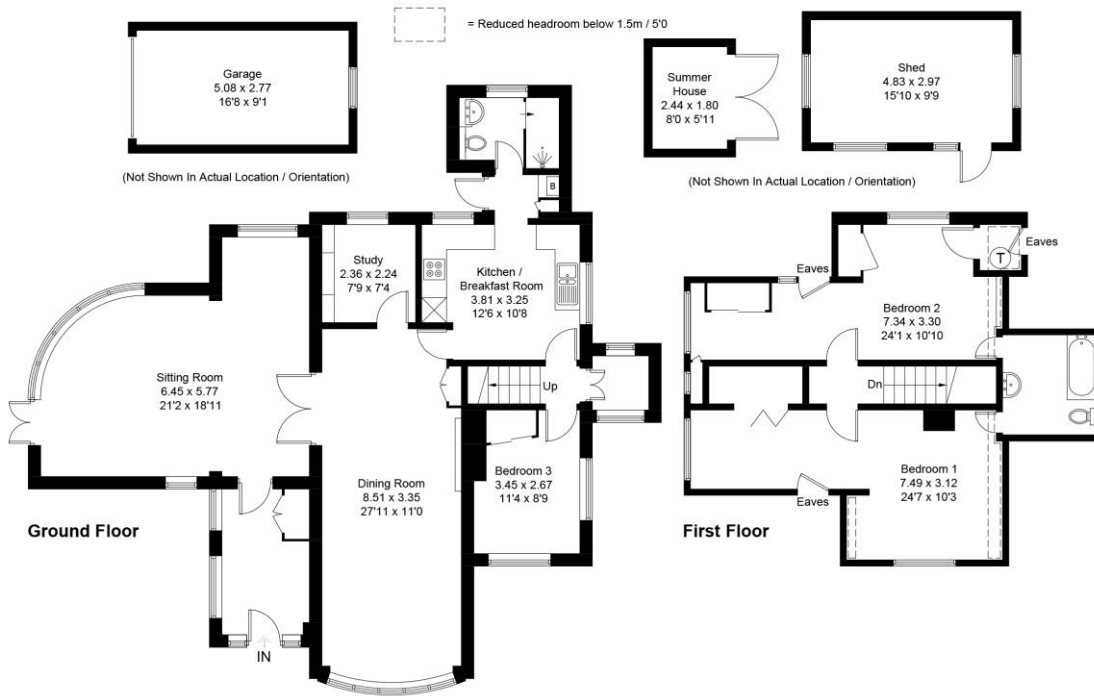 = Reduced headroom below 1.5m / 5'0
Garage
5.08 x 2.77
16'8 x 9'1
(Not Shown In Actual Location / Orientation)
Summer
House
2.44 x 1.80
8'0 x 5'11
Shed
4.83 x 2.97
15'10 x 9'9
(Not Shown In Actual Location / Orientation)
B
Study
2.36 x 2.24
7'9 x 7'4
Kitchen /
Breakfast Room
3.81 x 3.25
12'6 x 10'8
Sitting Room
6.45 x 5.77
21'2 x 18'11
Up
Dining Room
8.51 x 3.35
27'11 x 11'0
Bedroom 3
3.45 x 2.67
11'4 x 8'9
Ground Floor
IN
Eaves
T
Eaves
Bedroom 2
7.34 x 3.30
24'1 x 10'10
Dn
Bedroom 1
7.49 x 3.12
24'7 x 10'3
Eaves
First Floor